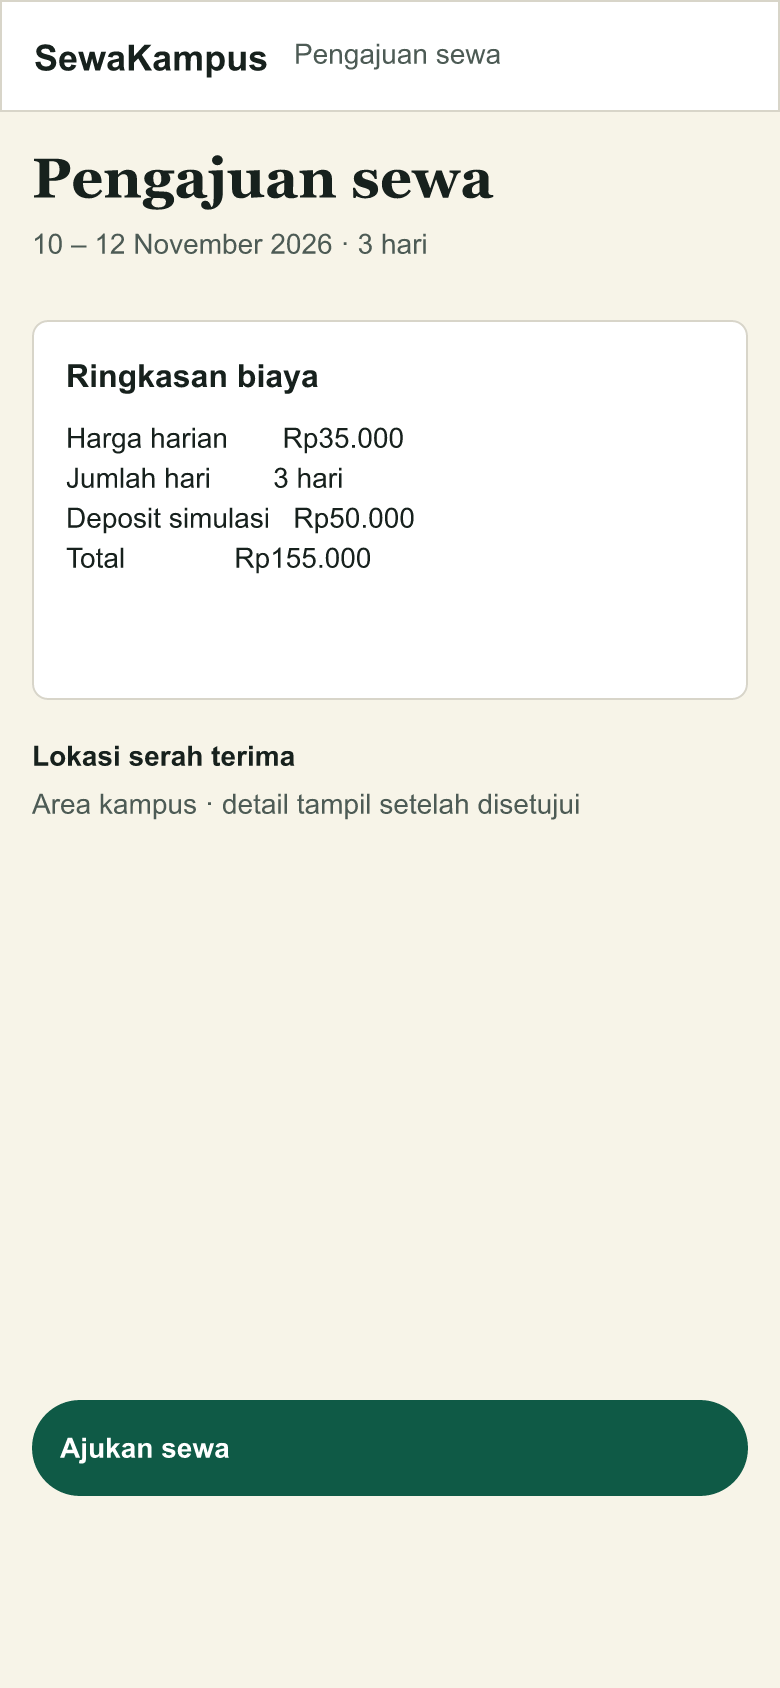 SewaKampus Pengajuan sewa
Pengajuan sewa
10 – 12 November 2026 · 3 hari
Ringkasan biaya
Harga harian Rp35.000
Jumlah hari 3 hari
Deposit simulasi Rp50.000
Total Rp155.000
Lokasi serah terima
Area kampus · detail tampil setelah disetujui
Ajukan sewa